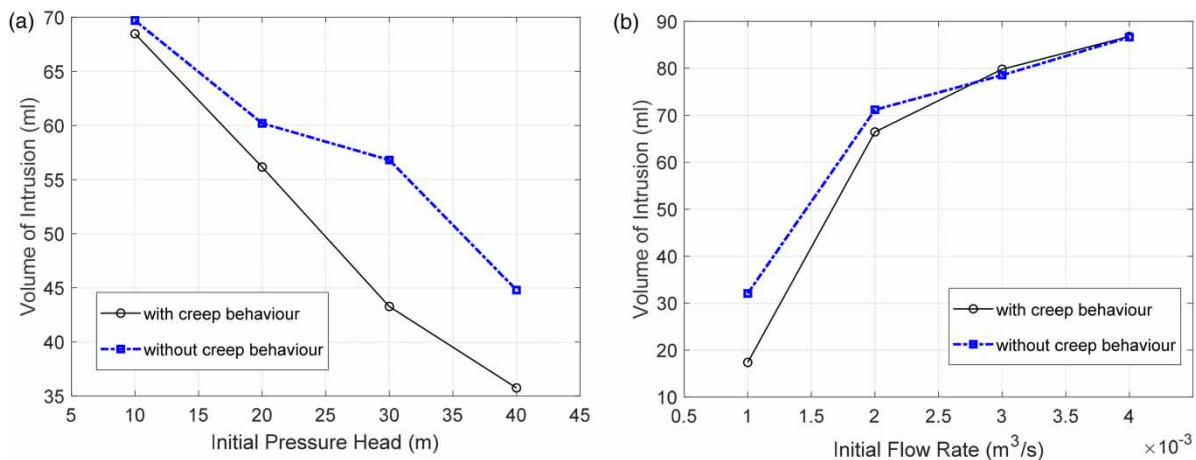 (a)
70
65
60
55
50
45
40
35
Volume of Intrusion (ml)
with creep behaviour
without creep behaviour
5 10 15 20 25 30 35 40 45
Initial Pressure Head (m)
(b)
90
80
70
60
50
40
30
20
10
Volume of Intrusion (ml)
with creep behaviour
without creep behaviour
0.5 1 1.5 2 2.5 3 3.5 4
Initial Flow Rate (m³/s) ×10⁻³